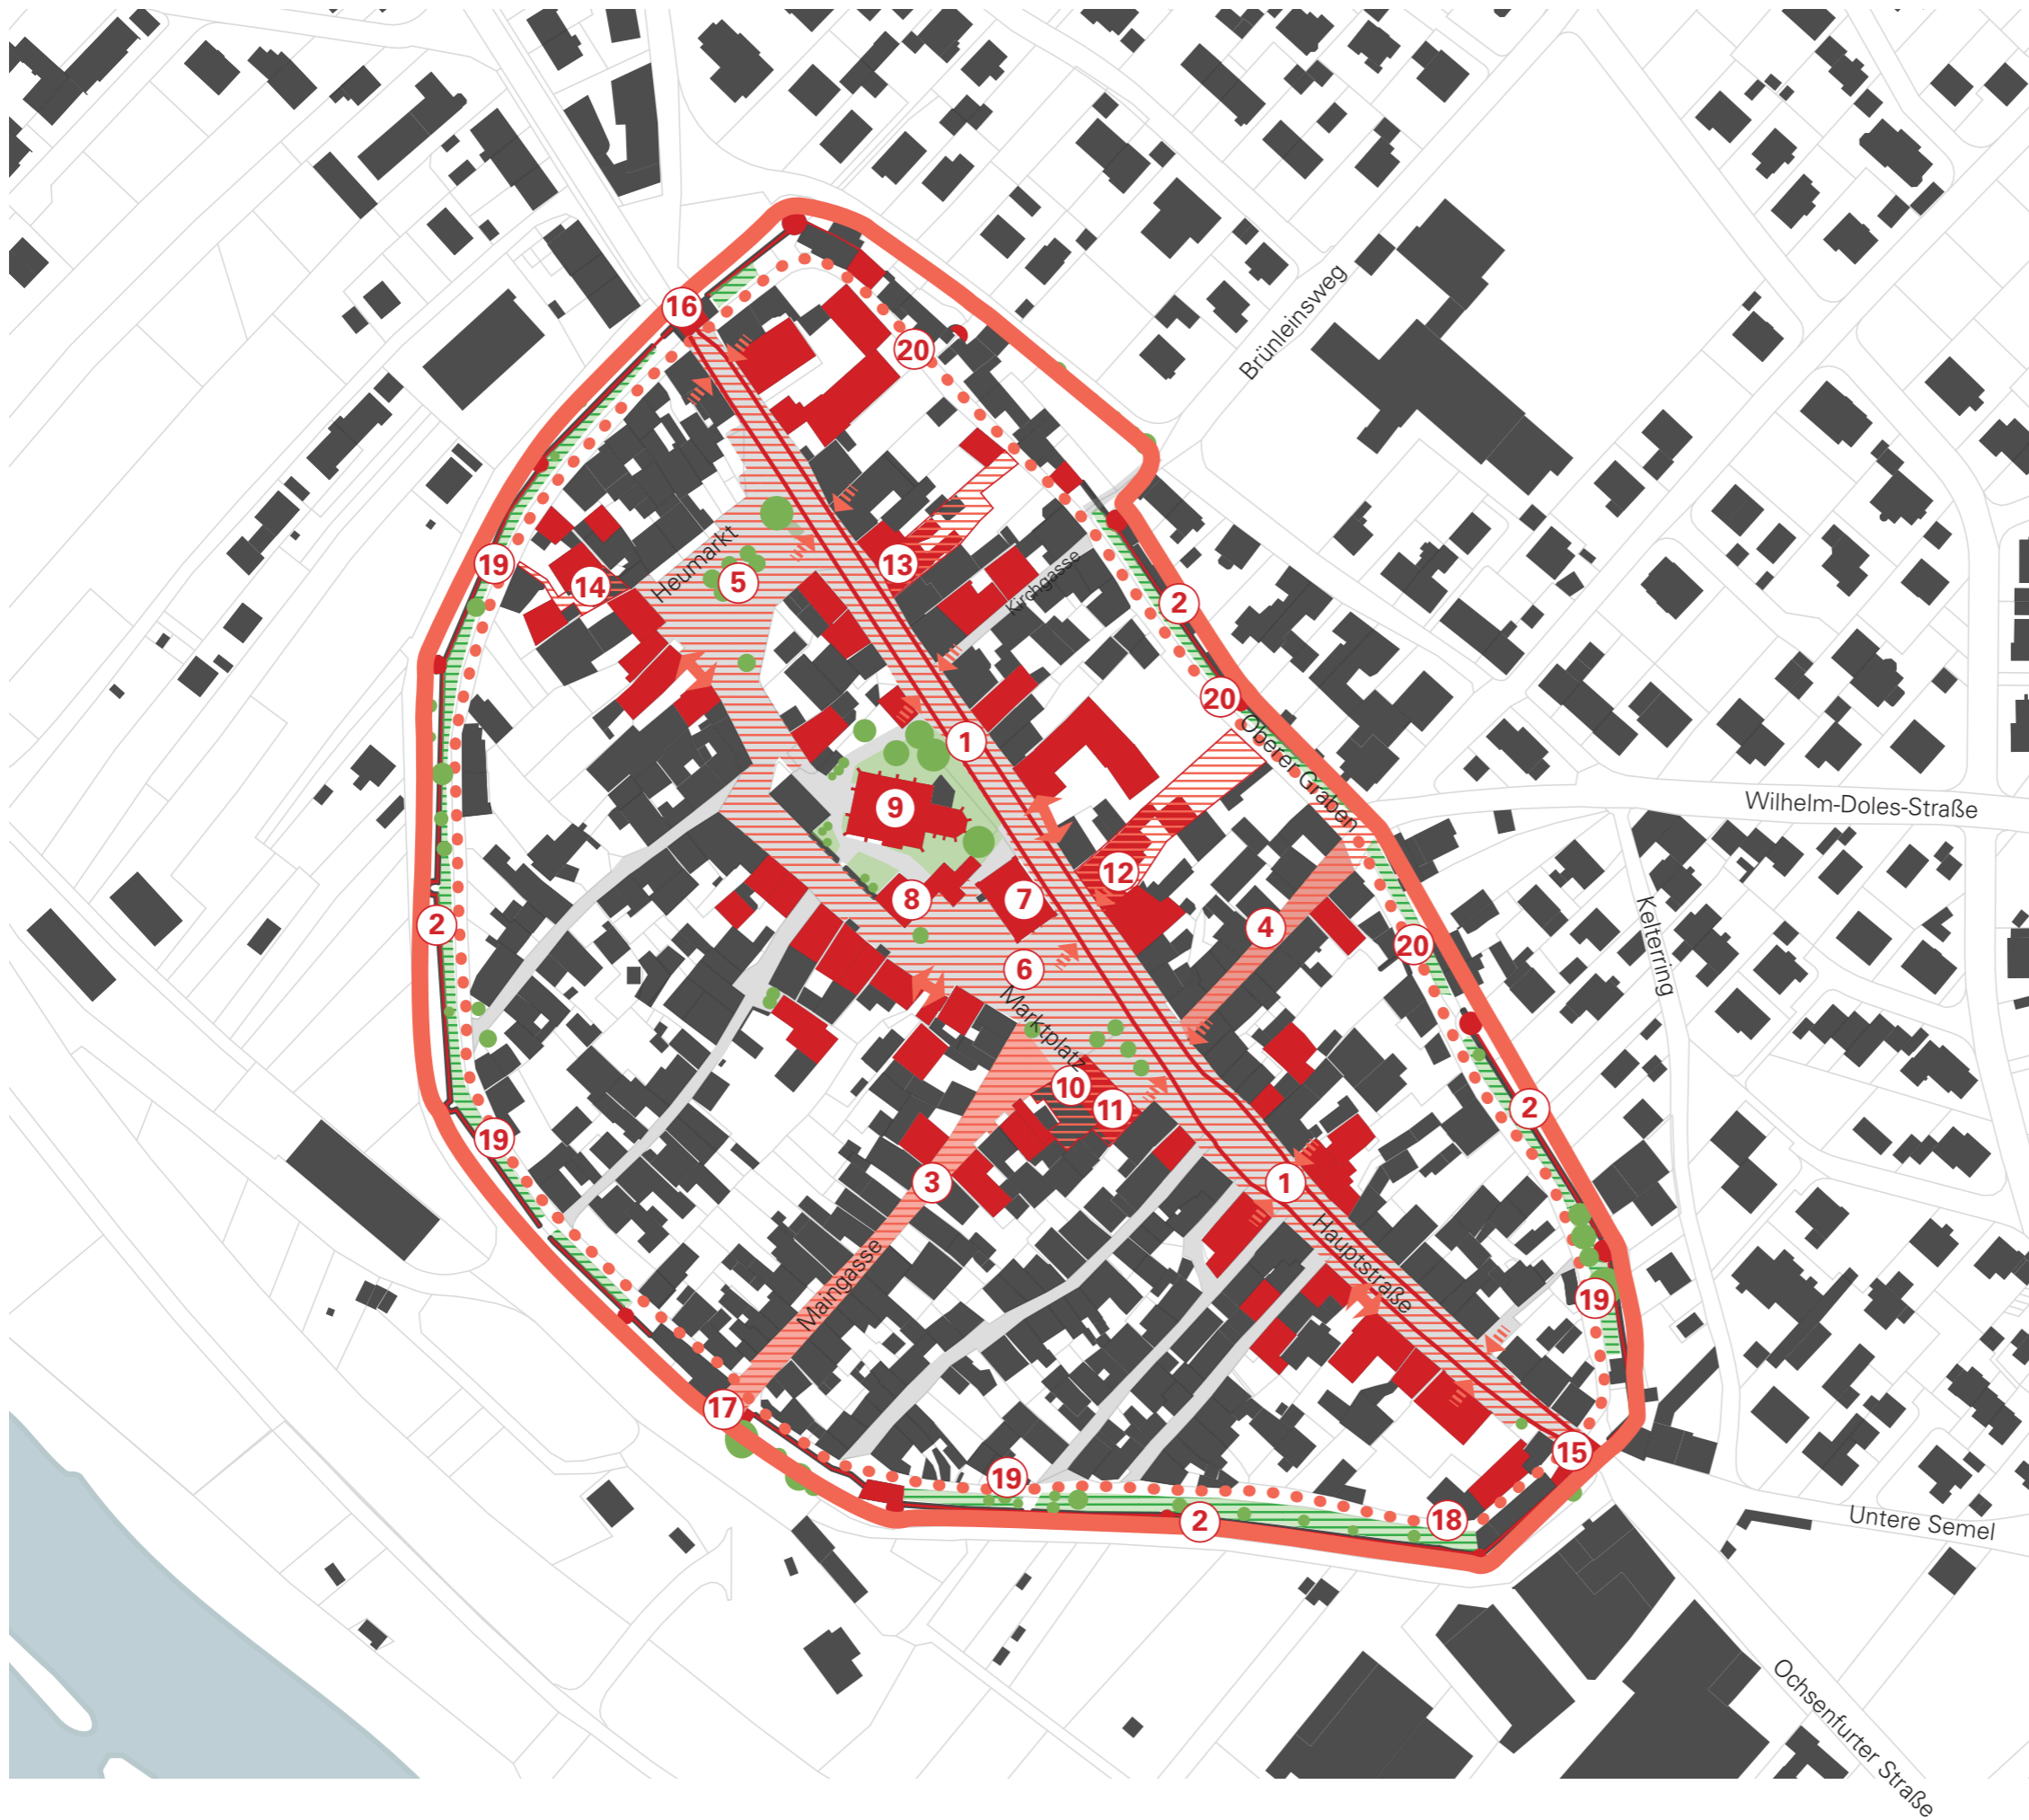 16
20
Brünleinsweg
19
14
Heumarkt
5
13
Kirchgasse
2
20
1
Oberer Graben
Wilhelm-Doles-Straße
9
12
8
7
4
2
20
Kelterring
6
Marktplatz
10
11
2
19
3
1
Hauptstraße
Maingasse
19
17
15
19
2
18
Untere Semel
Ochsenfurter Straße